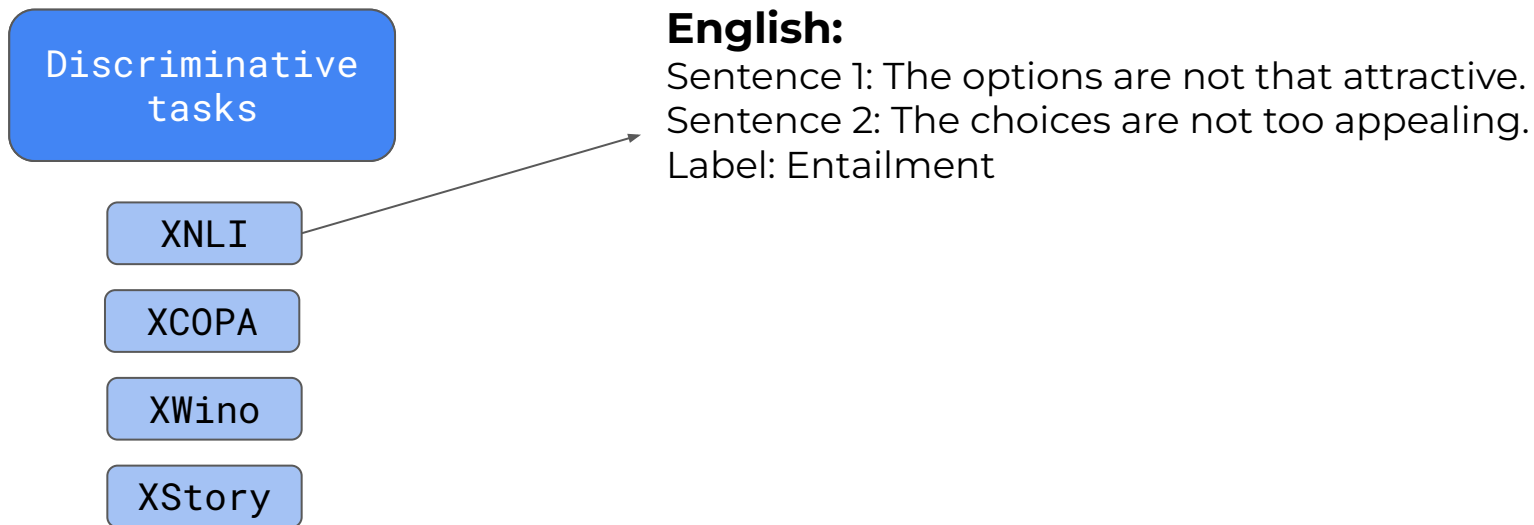 Discriminative
tasks
XNLI
XCOPA
XWino
XStory
English:
Sentence 1: The options are not that attractive.
Sentence 2: The choices are not too appealing.
Label: Entailment